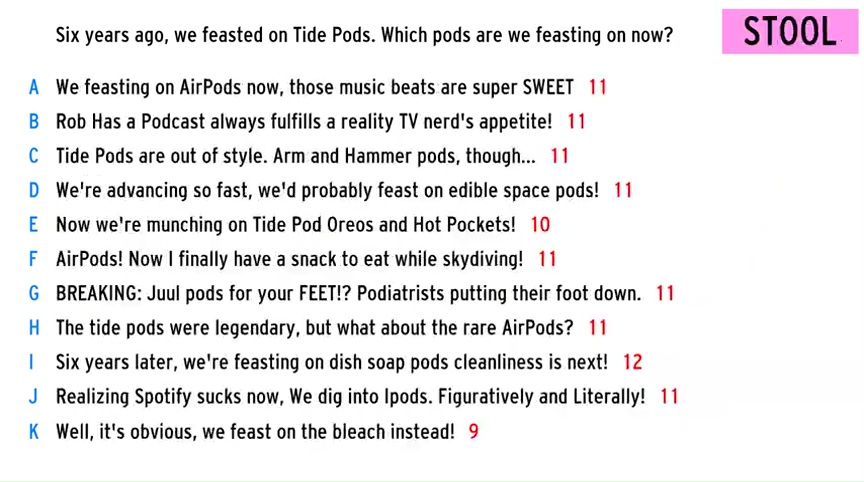 Six years ago, we feasted on Tide Pods. Which pods are we feasting on now?
STOOL
A We feasting on AirPods now, those music beats are super SWEET 11
B Rob Has a Podcast always fulfills a reality TV nerd's appetite! 11
C Tide Pods are out of style. Arm and Hammer pods, though... 11
D We're advancing so fast, we'd probably feast on edible space pods! 11
E Now we're munching on Tide Pod Oreos and Hot Pockets! 10
F AirPods! Now I finally have a snack to eat while skydiving! 11
G BREAKING: Juul pods for your FEET!? Podiatrists putting their foot down. 11
H The tide pods were legendary, but what about the rare AirPods? 11
I Six years later, we're feasting on dish soap pods cleanliness is next! 12
J Realizing Spotify sucks now, We dig into Ipods. Figuratively and Literally! 11
K Well, it's obvious, we feast on the bleach instead! 9